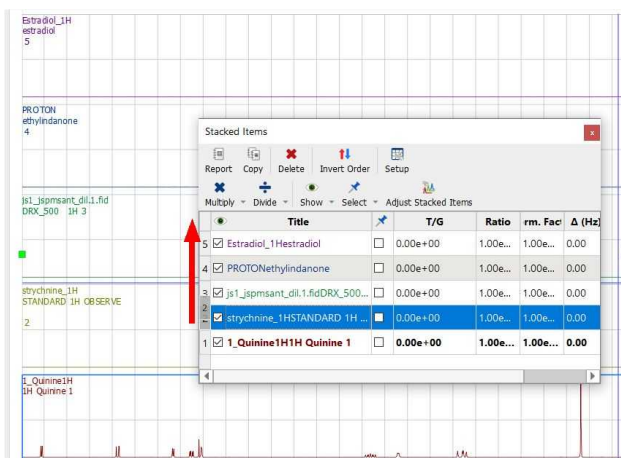 Estradiol_1H
estradiol
5
PROTON
ethylindanone
4
js1_jspmsant_dil.1.fid
DRX_500 1H 3
strychnine_1H
STANDARD 1H OBSERVE
2
1_Quinine1H
1H Quinine 1
Stacked Items
x
Report Copy Delete Invert Order Setup
Multiply Divide Show Select Adjust Stacked Items
Title T/G Ratio rm. Fact Δ (Hz)
5 Estradiol_1Hestradiol 0.00e+00 1.00e... 1.00e... 0.00
4 PROTONethylindanone 0.00e+00 1.00e... 1.00e... 0.00
3 js1_jspmsant_dil.1.fidDRX_500... 0.00e+00 1.00e... 1.00e... 0.00
2 strychnine_1HSTANDARD 1H ... 0.00e+00 1.00e... 1.00e... 0.00
1 1_Quinine1H1H Quinine 1 0.00e+00 1.00e... 1.00e... 0.00